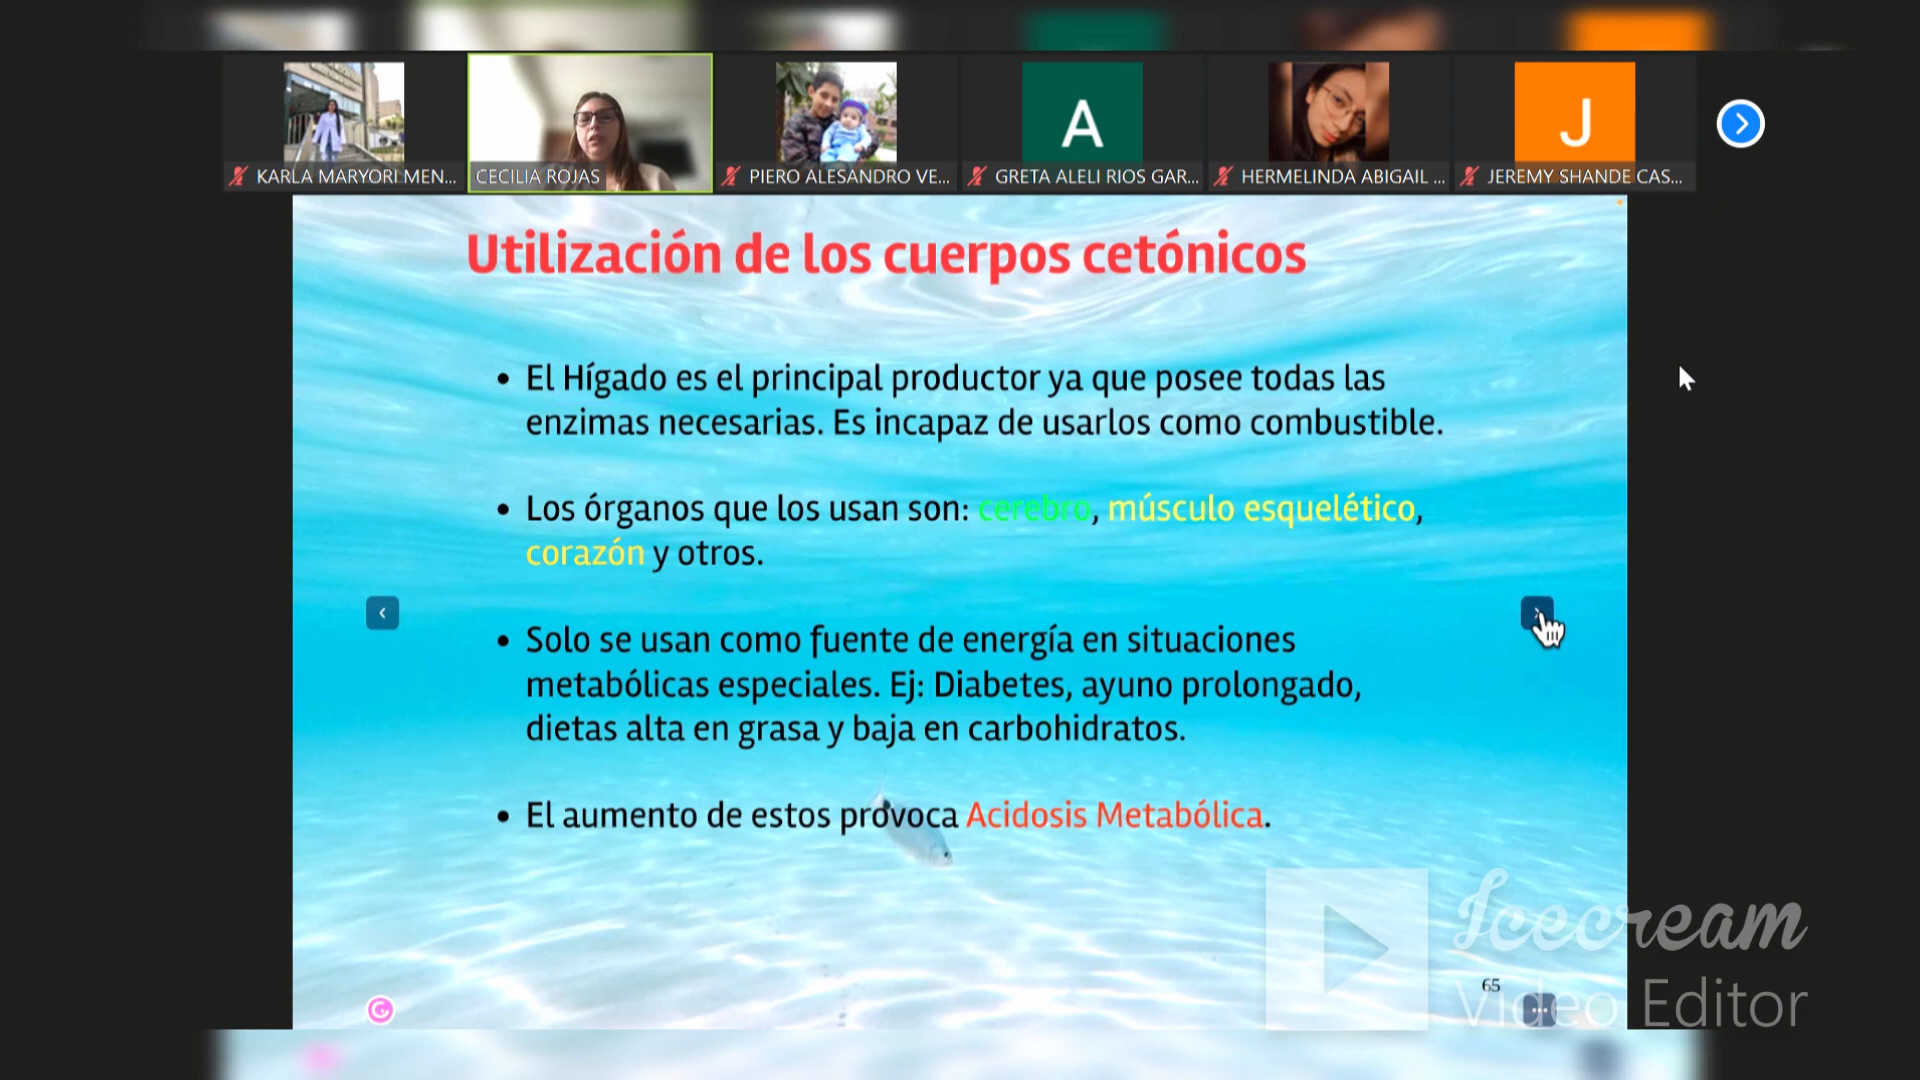 KARLA MARYORI MEN...
CECILIA ROJAS
PIERO ALESANDRO VE...
A
GRETA ALELI RIOS GAR...
HERMELINDA ABIGAIL ...
J
JEREMY SHANDE CAS...
Utilización de los cuerpos cetónicos
• El Hígado es el principal productor ya que posee todas las
enzimas necesarias. Es incapaz de usarlos como combustible.
• Los órganos que los usan son: cerebro, músculo esquelético,
corazón y otros.
• Solo se usan como fuente de energía en situaciones
metabólicas especiales. Ej: Diabetes, ayuno prolongado,
dietas alta en grasa y baja en carbohidratos.
• El aumento de estos provoca Acidosis Metabólica.
Icecream
65
Video Editor